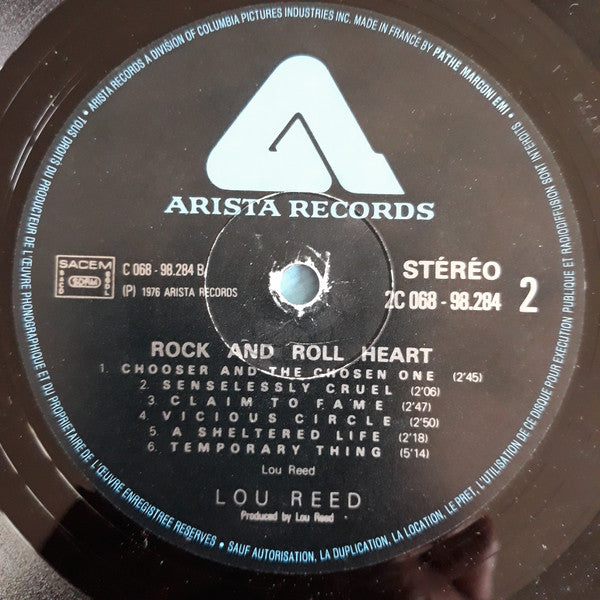 • ARISTA RECORDS A DIVISION OF COLUMBIA PICTURES INDUSTRIES INC. MADE IN FRANCE BY PATHE MARCONI EMI •
TOUS DROITS DU PRODUCTEUR DE L'ŒUVRE PHONOGRAPHIQUE ET DU PROPRIETAIRE DE L'ŒUVRE ENREGISTREE RESERVES •
SAUF AUTORISATION, LA DUPLICATION, LA LOCATION, LE PRET, L'UTILISATION DE CE DISQUE POUR EXECUTION PUBLIQUE ET RADIODIFFUSION SONT INTERDITS
ARISTA RECORDS
SACEM
SACD
SDRM
SGDL
C 068 - 98.284 B
(P) 1976 ARISTA RECORDS
STÉRÉO
2C 068 - 98.284 2
ROCK AND ROLL HEART
1. CHOOSER AND THE CHOSEN ONE (2'45)
2. SENSELESSLY CRUEL (2'06)
3. CLAIM TO FAME (2'47)
4. VICIOUS CIRCLE (2'50)
5. A SHELTERED LIFE (2'18)
6. TEMPORARY THING (5'14)
Lou Reed
LOU REED
Produced by Lou Reed